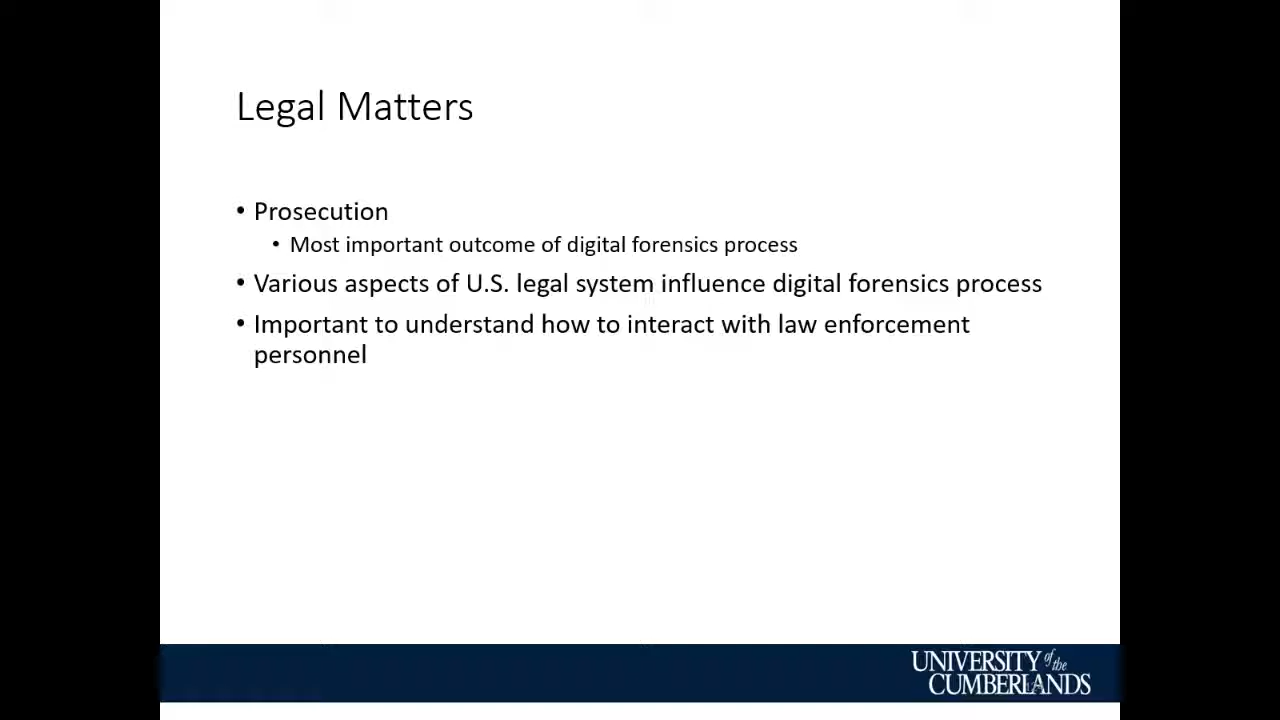 Legal Matters
• Prosecution
• Most important outcome of digital forensics process
• Various aspects of U.S. legal system influence digital forensics process
• Important to understand how to interact with law enforcement
personnel
UNIVERSITY of the
CUMBERLANDS